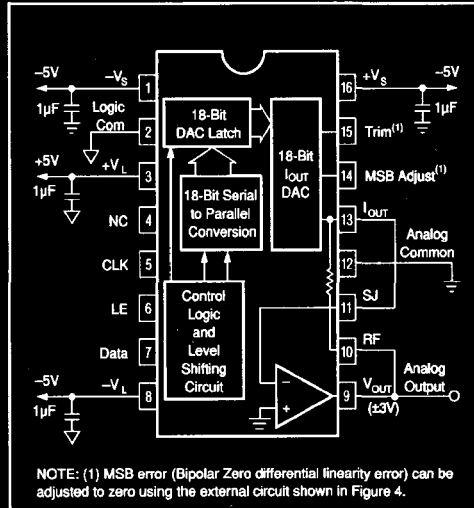 –5V
–VS
1
16
+VS
–5V
1µF
1µF
Logic
Com
2
18-Bit
DAC Latch
18-Bit
IOUT
DAC
15
Trim(1)
+5V
+VL
3
14
MSB Adjust(1)
1µF
18-Bit Serial
to Parallel
Conversion
NC
4
13
IOUT
CLK
5
12
Analog
Common
LE
6
11
SJ
Control
Logic
and
Level
Shifting
Circuit
Data
7
10
RF
–5V
–VL
8
–
+
9
VOUT
(±3V)
Analog
Output
1µF
NOTE: (1) MSB error (Bipolar Zero differential linearity error) can be
adjusted to zero using the external circuit shown in Figure 4.